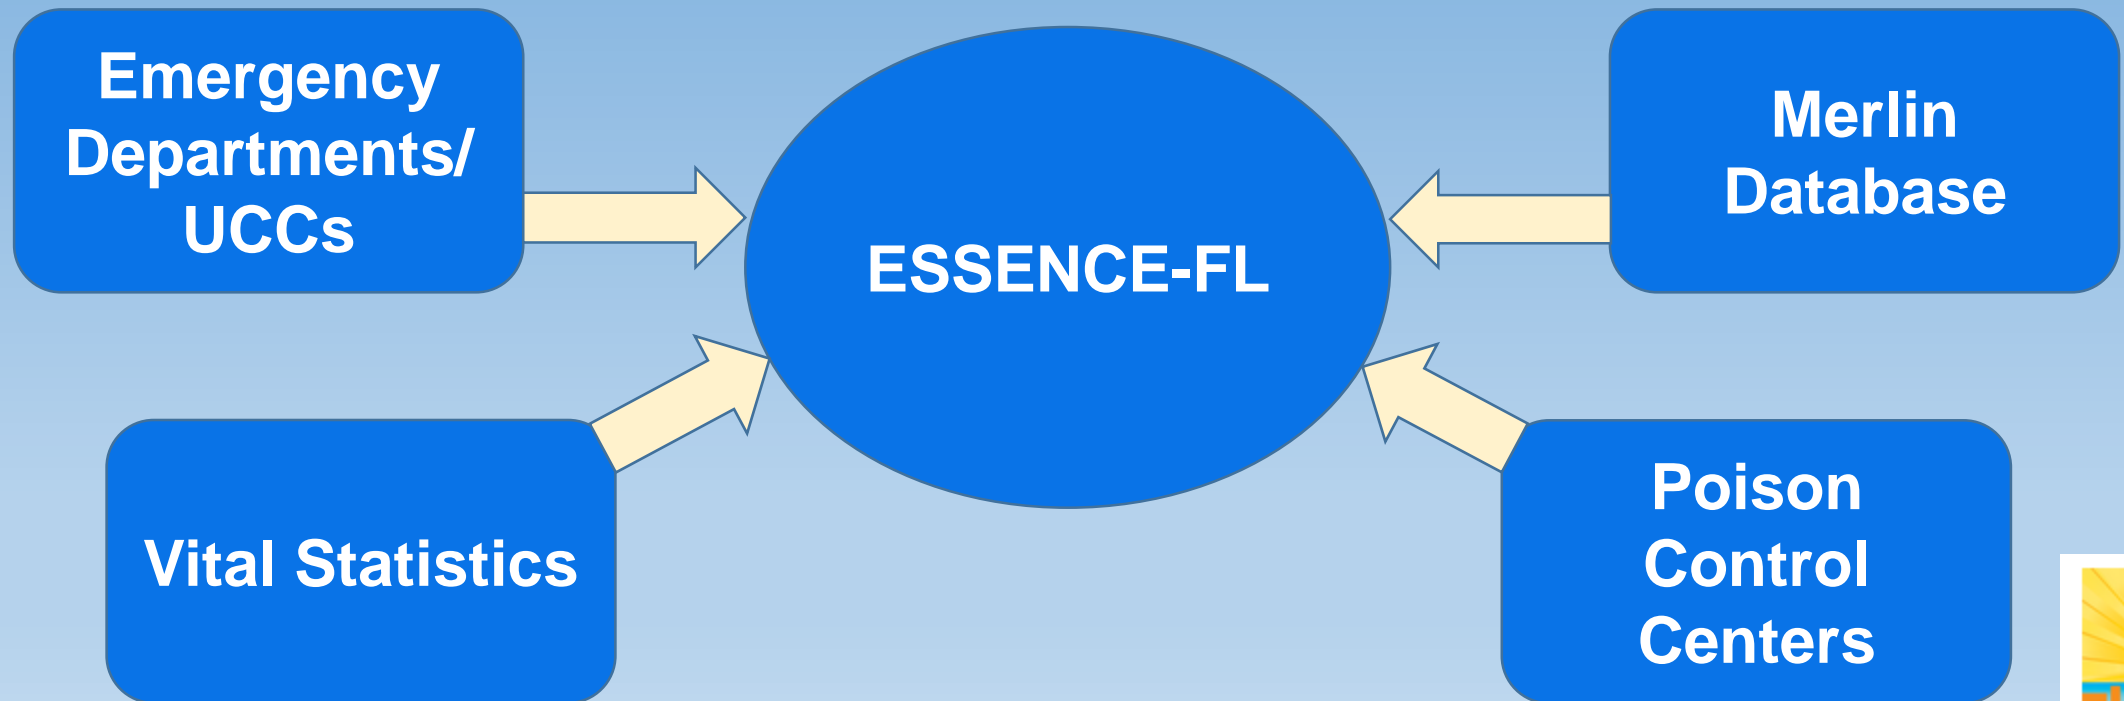 Emergency
Departments/
UCCs
ESSENCE-FL
Merlin
Database
Vital Statistics
Poison
Control
Centers